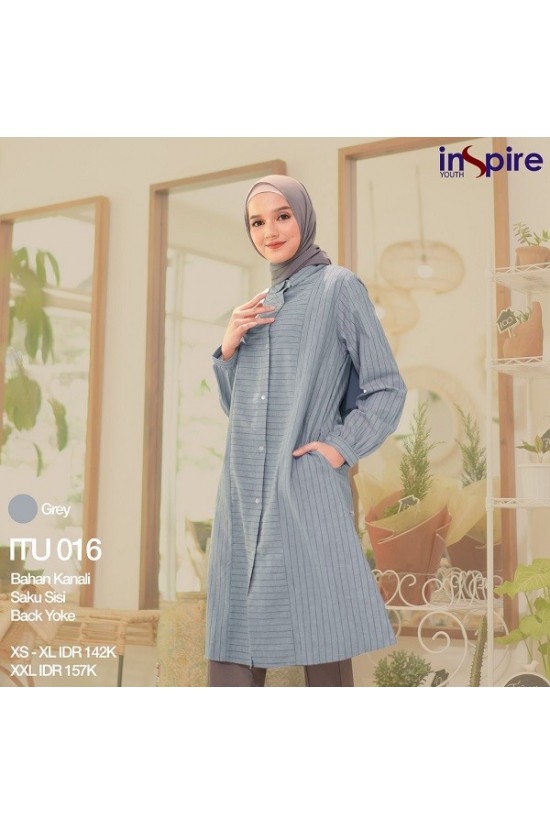 inSpire
YOUTH
Grey
ITU 016
Bahan Kanali
Saku Sisi
Back Yoke
XS - XL IDR 142K
XXL IDR 157K